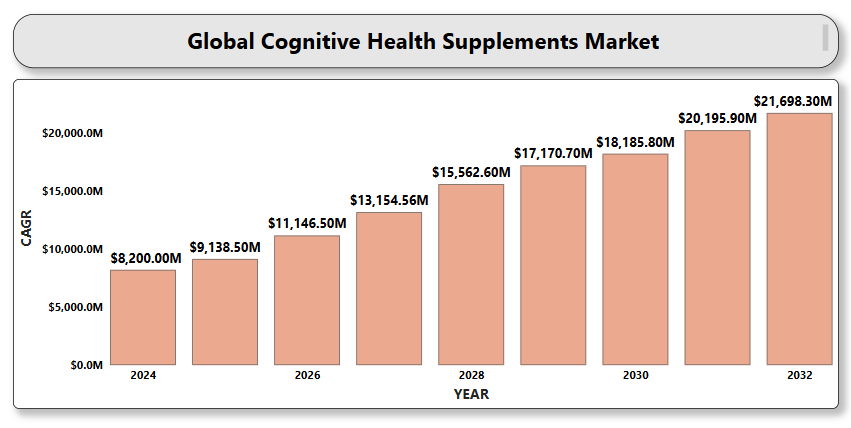 Global Cognitive Health Supplements Market
$21,698.30M
$20,195.90M
$20,000.0M
$18,185.80M
$17,170.70M
$15,562.60M
$15,000.0M
$13,154.56M
$11,146.50M
$10,000.0M
$9,138.50M
$8,200.00M
$5,000.0M
$0.0M
CAGR
2024 2026 2028 2030 2032
YEAR